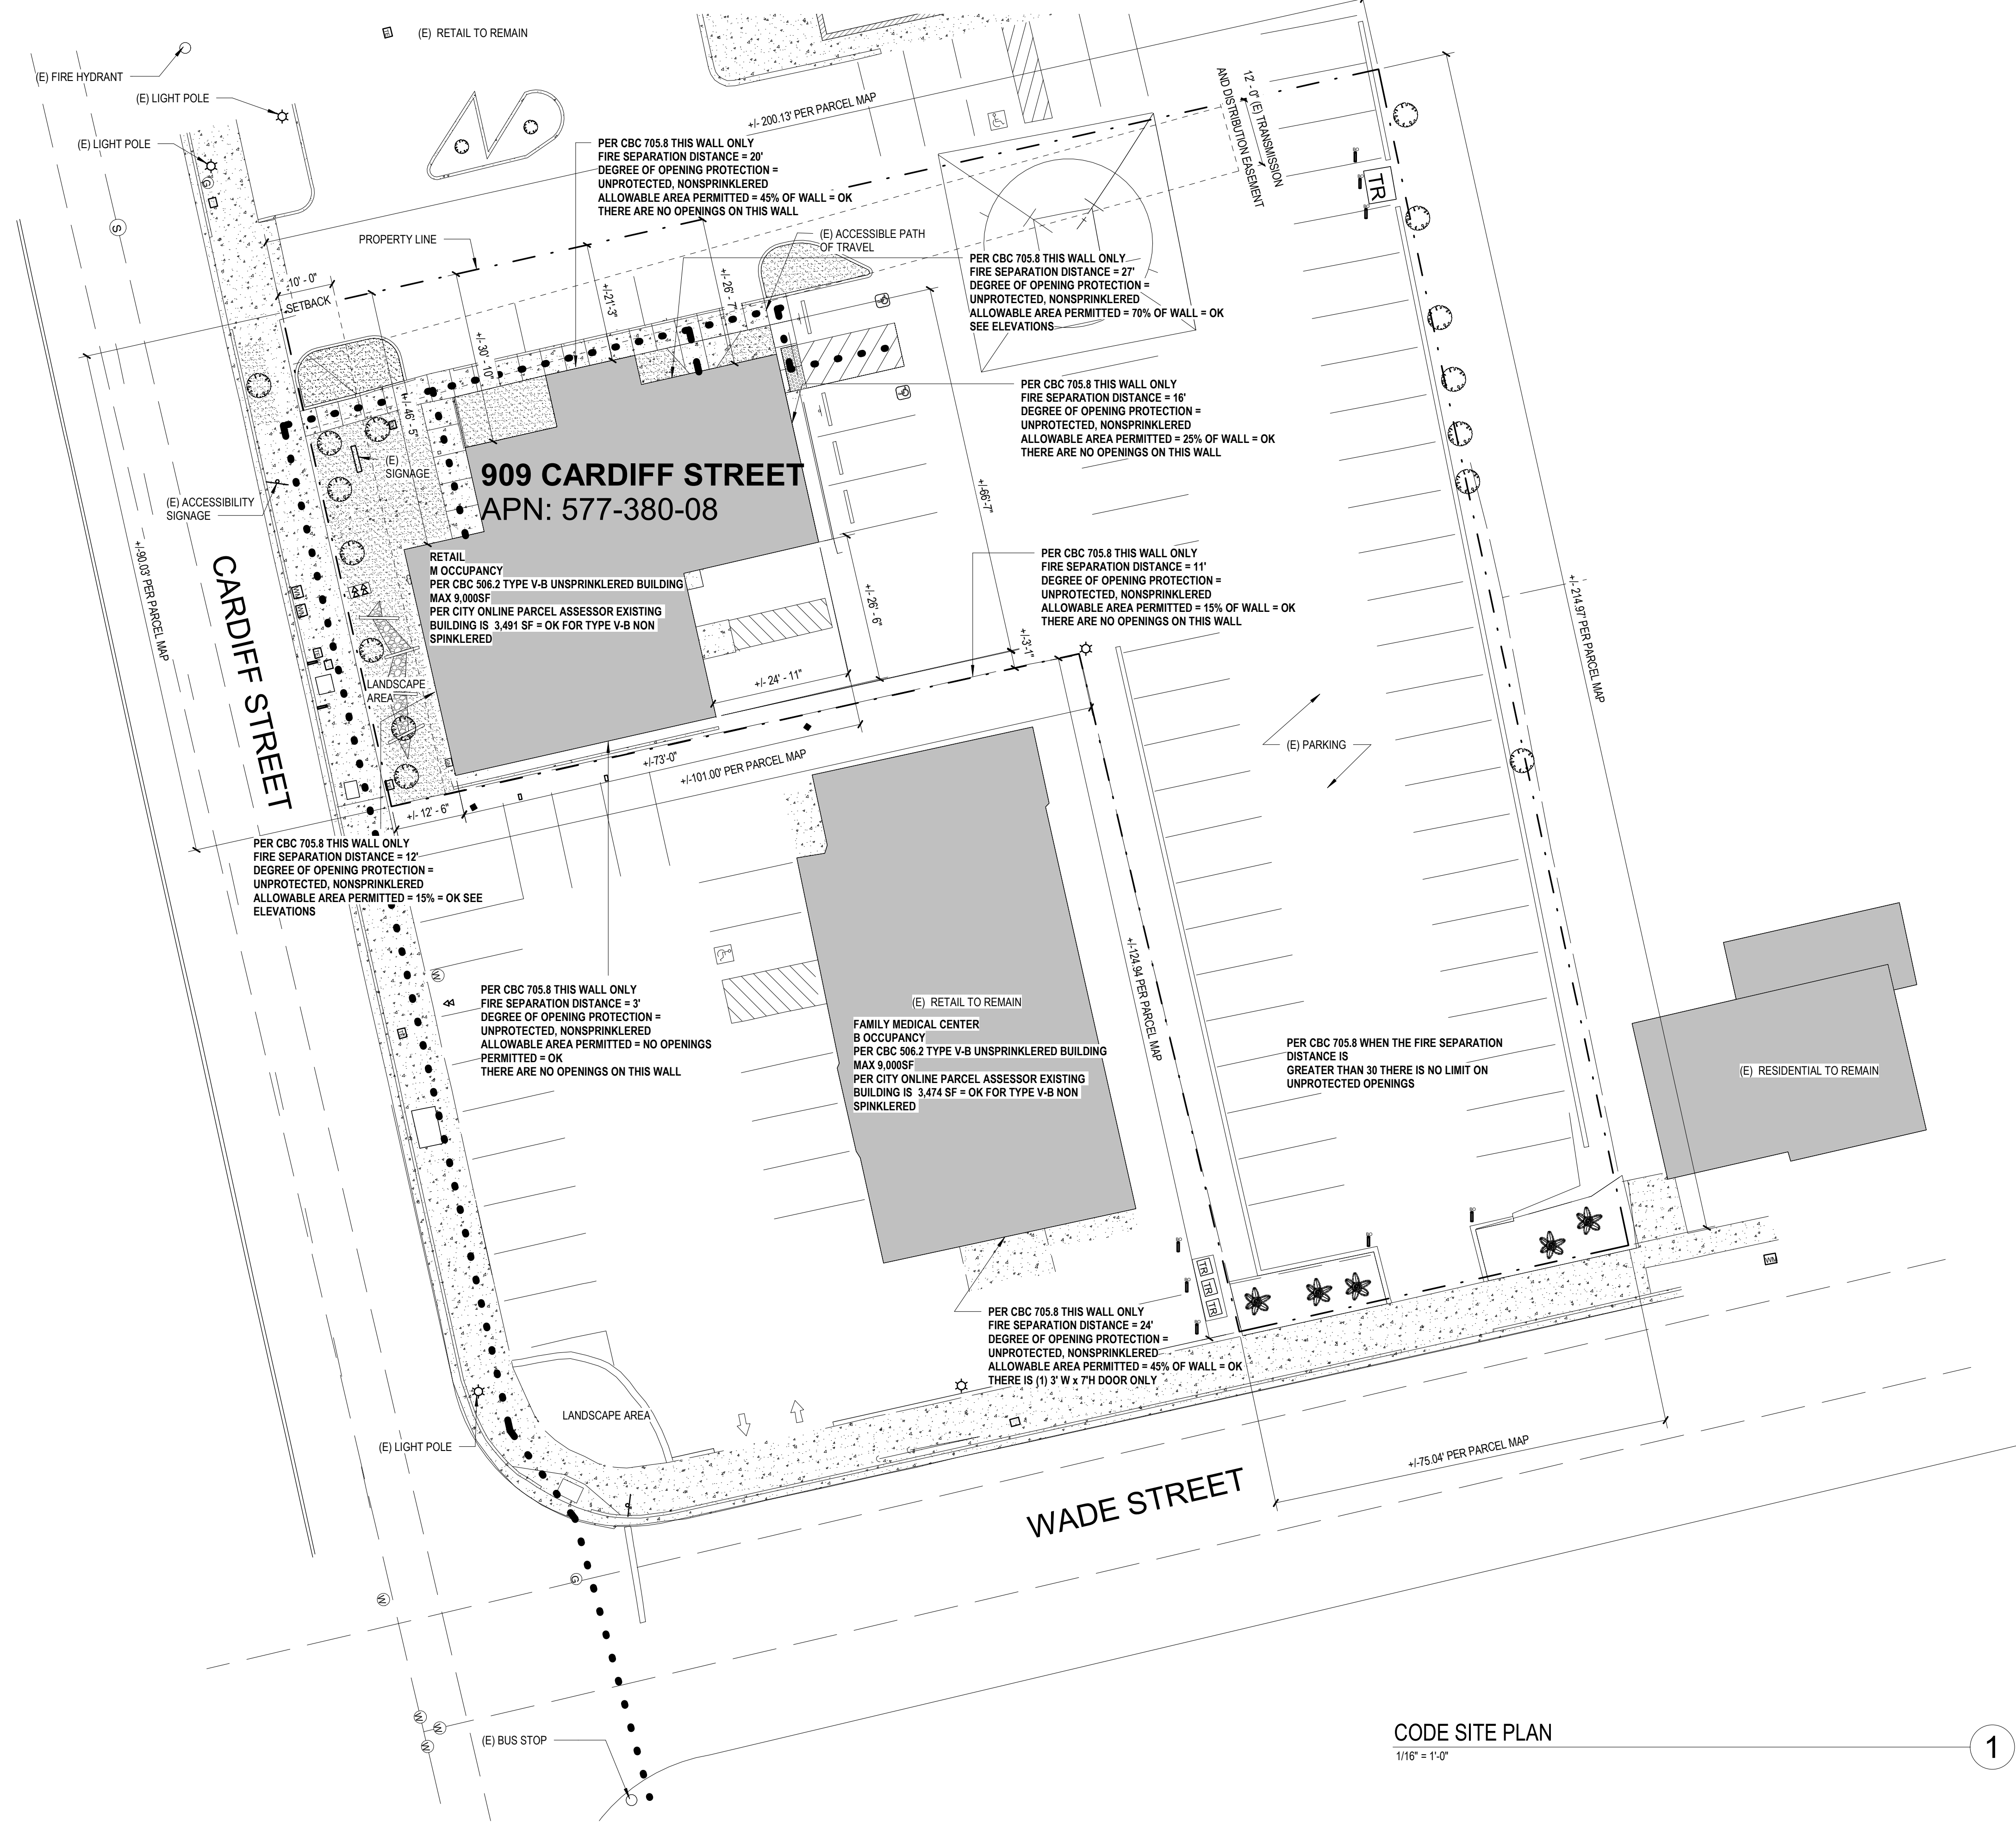 (E) RETAIL TO REMAIN
(E) FIRE HYDRANT
(E) LIGHT POLE
(E) LIGHT POLE
G
S
+/- 200.13' PER PARCEL MAP
12' - 0" (E) TRANSMISSION
AND DISTRIBUTION EASEMENT
TR
PER CBC 705.8 THIS WALL ONLY
FIRE SEPARATION DISTANCE = 20'
DEGREE OF OPENING PROTECTION =
UNPROTECTED, NONSPRINKLERED
ALLOWABLE AREA PERMITTED = 45% OF WALL = OK
THERE ARE NO OPENINGS ON THIS WALL
PROPERTY LINE
(E) ACCESSIBLE PATH
OF TRAVEL
PER CBC 705.8 THIS WALL ONLY
FIRE SEPARATION DISTANCE = 27'
DEGREE OF OPENING PROTECTION =
UNPROTECTED, NONSPRINKLERED
ALLOWABLE AREA PERMITTED = 70% OF WALL = OK
SEE ELEVATIONS
10' - 0"
SETBACK
+/-21'-3"
+/- 26' - 7"
+/- 30' - 10"
+/- 46' - 5"
PER CBC 705.8 THIS WALL ONLY
FIRE SEPARATION DISTANCE = 16'
DEGREE OF OPENING PROTECTION =
UNPROTECTED, NONSPRINKLERED
ALLOWABLE AREA PERMITTED = 25% OF WALL = OK
THERE ARE NO OPENINGS ON THIS WALL
(E)
SIGNAGE
909 CARDIFF STREET
APN: 577-380-08
(E) ACCESSIBILITY
SIGNAGE
+/-66'-7"
+/-90.03' PER PARCEL MAP
CARDIFF STREET
RETAIL
M OCCUPANCY
PER CBC 506.2 TYPE V-B UNSPRINKLERED BUILDING
MAX 9,000SF
PER CITY ONLINE PARCEL ASSESSOR EXISTING
BUILDING IS 3,491 SF = OK FOR TYPE V-B NON
SPINKLERED
PER CBC 705.8 THIS WALL ONLY
FIRE SEPARATION DISTANCE = 11'
DEGREE OF OPENING PROTECTION =
UNPROTECTED, NONSPRINKLERED
ALLOWABLE AREA PERMITTED = 15% OF WALL = OK
THERE ARE NO OPENINGS ON THIS WALL
+/- 26' - 6"
+/-3'-1"
+/- 214.97' PER PARCEL MAP
WM
WM
LANDSCAPE
AREA
+/- 24' - 11"
(E) PARKING
+/-73'-0"
+/-101.00' PER PARCEL MAP
+/- 12' - 6"
PER CBC 705.8 THIS WALL ONLY
FIRE SEPARATION DISTANCE = 12'
DEGREE OF OPENING PROTECTION =
UNPROTECTED, NONSPRINKLERED
ALLOWABLE AREA PERMITTED = 15% = OK SEE
ELEVATIONS
W
+/-124.94 PER PARCEL MAP
PER CBC 705.8 THIS WALL ONLY
FIRE SEPARATION DISTANCE = 3'
DEGREE OF OPENING PROTECTION =
UNPROTECTED, NONSPRINKLERED
ALLOWABLE AREA PERMITTED = NO OPENINGS
PERMITTED = OK
THERE ARE NO OPENINGS ON THIS WALL
(E) RETAIL TO REMAIN
FAMILY MEDICAL CENTER
B OCCUPANCY
PER CBC 506.2 TYPE V-B UNSPRINKLERED BUILDING
MAX 9,000SF
PER CITY ONLINE PARCEL ASSESSOR EXISTING
BUILDING IS 3,474 SF = OK FOR TYPE V-B NON
SPINKLERED
PER CBC 705.8 WHEN THE FIRE SEPARATION
DISTANCE IS
GREATER THAN 30 THERE IS NO LIMIT ON
UNPROTECTED OPENINGS
(E) RESIDENTIAL TO REMAIN
WM
TR
TR
TR
PER CBC 705.8 THIS WALL ONLY
FIRE SEPARATION DISTANCE = 24'
DEGREE OF OPENING PROTECTION =
UNPROTECTED, NONSPRINKLERED
ALLOWABLE AREA PERMITTED = 45% OF WALL = OK
THERE IS (1) 3' W x 7'H DOOR ONLY
LANDSCAPE AREA
(E) LIGHT POLE
+/-75.04' PER PARCEL MAP
WADE STREET
G
W
W
W
W
(E) BUS STOP
CODE SITE PLAN
1/16" = 1'-0"
1